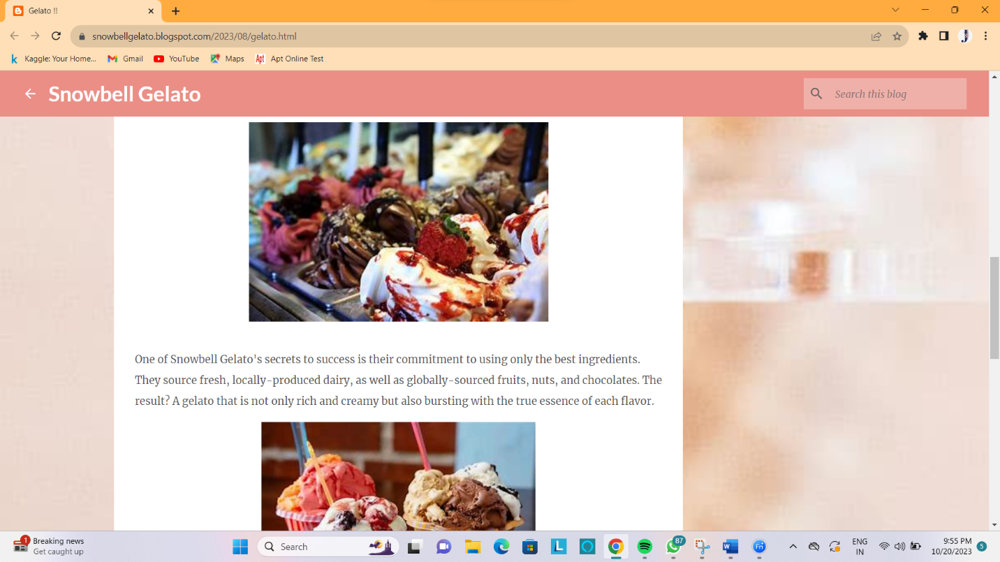 Gelato !!
snowbellgelato.blogspot.com/2023/08/gelato.html
Kaggle: Your Home...
Gmail
YouTube
Maps
Apt
Apt Online Test
Snowbell Gelato
Search this blog
One of Snowbell Gelato's secrets to success is their commitment to using only the best ingredients.
They source fresh, locally-produced dairy, as well as globally-sourced fruits, nuts, and chocolates. The
result? A gelato that is not only rich and creamy but also bursting with the true essence of each flavor.
1
Breaking news
Get caught up
Search
L
87
W
Fri
ENG
IN
9:55 PM
10/20/2023
5